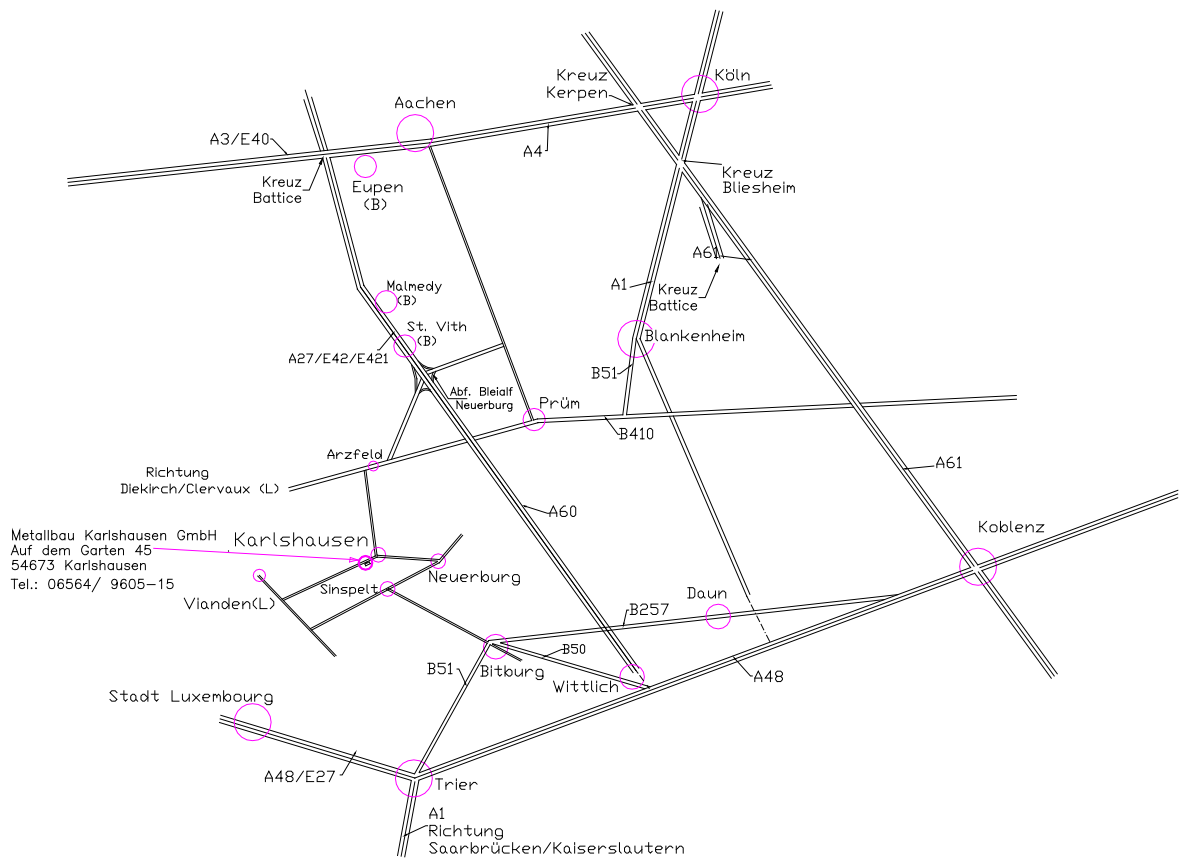 Köln
Kreuz
Kerpen
Aachen
A3/E40
A4
Kreuz
Battice
Eupen
(B)
Kreuz
Bliesheim
A61
A1
Kreuz
Battice
Malmedy
(B)
St. Vith
(B)
A27/E42/E421
Blankenheim
B51
Abf. Bleialf
Neuerburg
Prüm
B410
Arzfeld
Richtung
Diekirch/Clervaux (L)
A61
A60
Koblenz
Metallbau Karlshausen GmbH
Auf dem Garten 45
54673 Karlshausen
Tel.: 06564/ 9605-15
Karlshausen
Neuerburg
Sinspelt
Vianden(L)
Daun
B257
B50
Bitburg
B51
Wittlich
A48
Stadt Luxembourg
A48/E27
Trier
A1
Richtung
Saarbrücken/Kaiserslautern